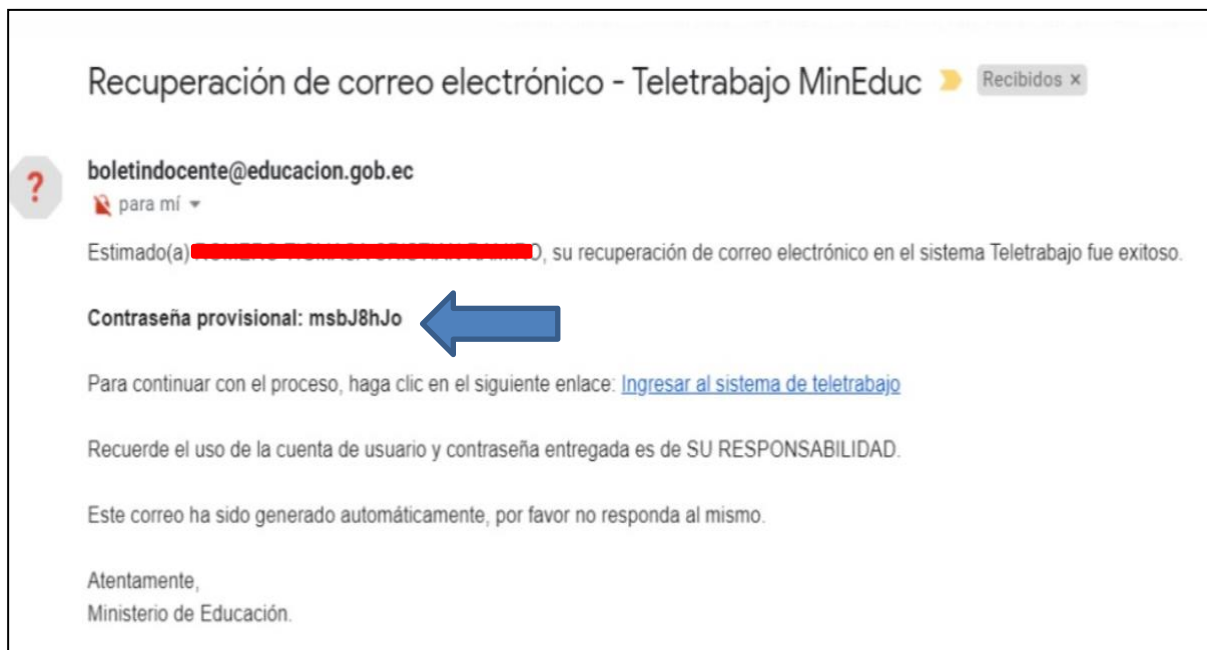 Recuperación de correo electrónico - Teletrabajo MinEduc Recibidos ×
boletindocente@educacion.gob.ec
para mí
Estimado(a) O, su recuperación de correo electrónico en el sistema Teletrabajo fue exitoso.
Contraseña provisional: msbJ8hJo
Para continuar con el proceso, haga clic en el siguiente enlace: Ingresar al sistema de teletrabajo
Recuerde el uso de la cuenta de usuario y contraseña entregada es de SU RESPONSABILIDAD.
Este correo ha sido generado automáticamente, por favor no responda al mismo.
Atentamente,
Ministerio de Educación.